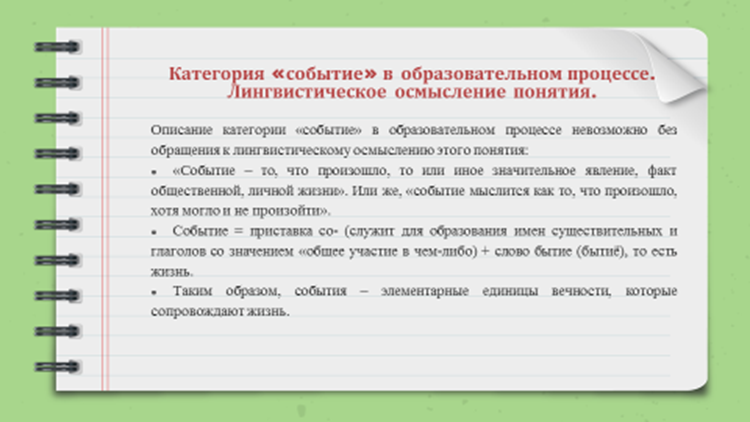 Категория «событие» в образовательном процессе.
Лингвистическое осмысление понятия.
Описание категории «событие» в образовательном процессе невозможно без
обращения к лингвистическому осмыслению этого понятия:
• «Событие – то, что произошло, то или иное значительное явление, факт
общественной, личной жизни». Или же, «событие мыслится как то, что произошло,
хотя могло и не произойти».
• Событие = приставка со- (служит для образования имен существительных и
глаголов со значением «общее участие в чем-либо) + слово бытие (бытиё), то есть
жизнь.
• Таким образом, события – элементарные единицы вечности, которые
сопровождают жизнь.